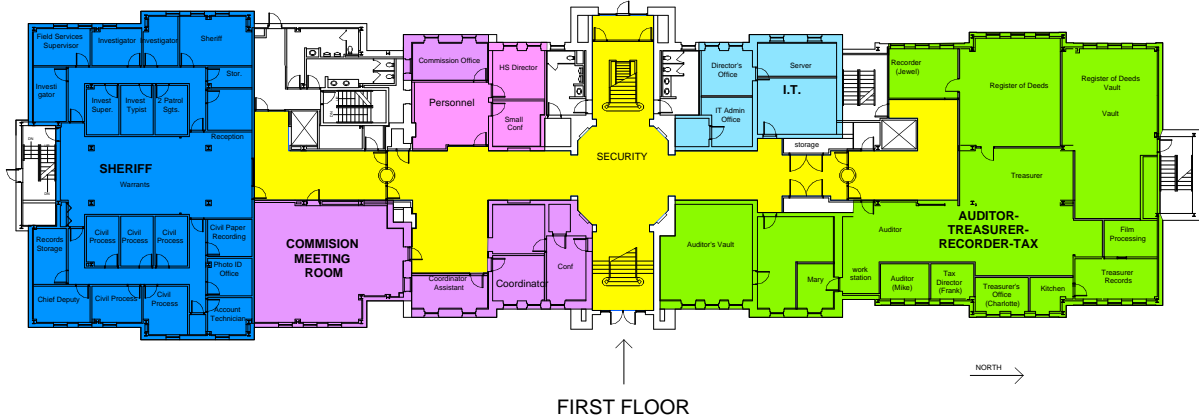 Field Services
Supervisor
Investigator
Investigator
Sheriff
Stor.
Investi
gator
Invest
Super.
Invest
Typist
2 Patrol
Sgts.
Reception
SHERIFF
Warrants
Records
Storage
Civil
Process
Civil
Process
Civil
Process
Civil Paper
Recording
Photo ID
Office
Chief Deputy
Civil Process
Civil
Process
Account
Technician
DN
DN
Commission Office
HS Director
Personnel
Small
Conf
COMMISION
MEETING
ROOM
Coordinator
Assistant
Coordinator
Conf
SECURITY
Director's
Office
Server
I.T.
IT Admin
Office
storage
Recorder
(Jewel)
Register of Deeds
Register of Deeds
Vault
Vault
Treasurer
AUDITOR-
TREASURER-
RECORDER-TAX
Auditor
Auditor's Vault
Mary
work
station
Auditor
(Mike)
Tax
Director
(Frank)
Treasurer's
Office
(Charlotte)
Kitchen
Film
Processing
Treasurer
Records
NORTH
FIRST FLOOR